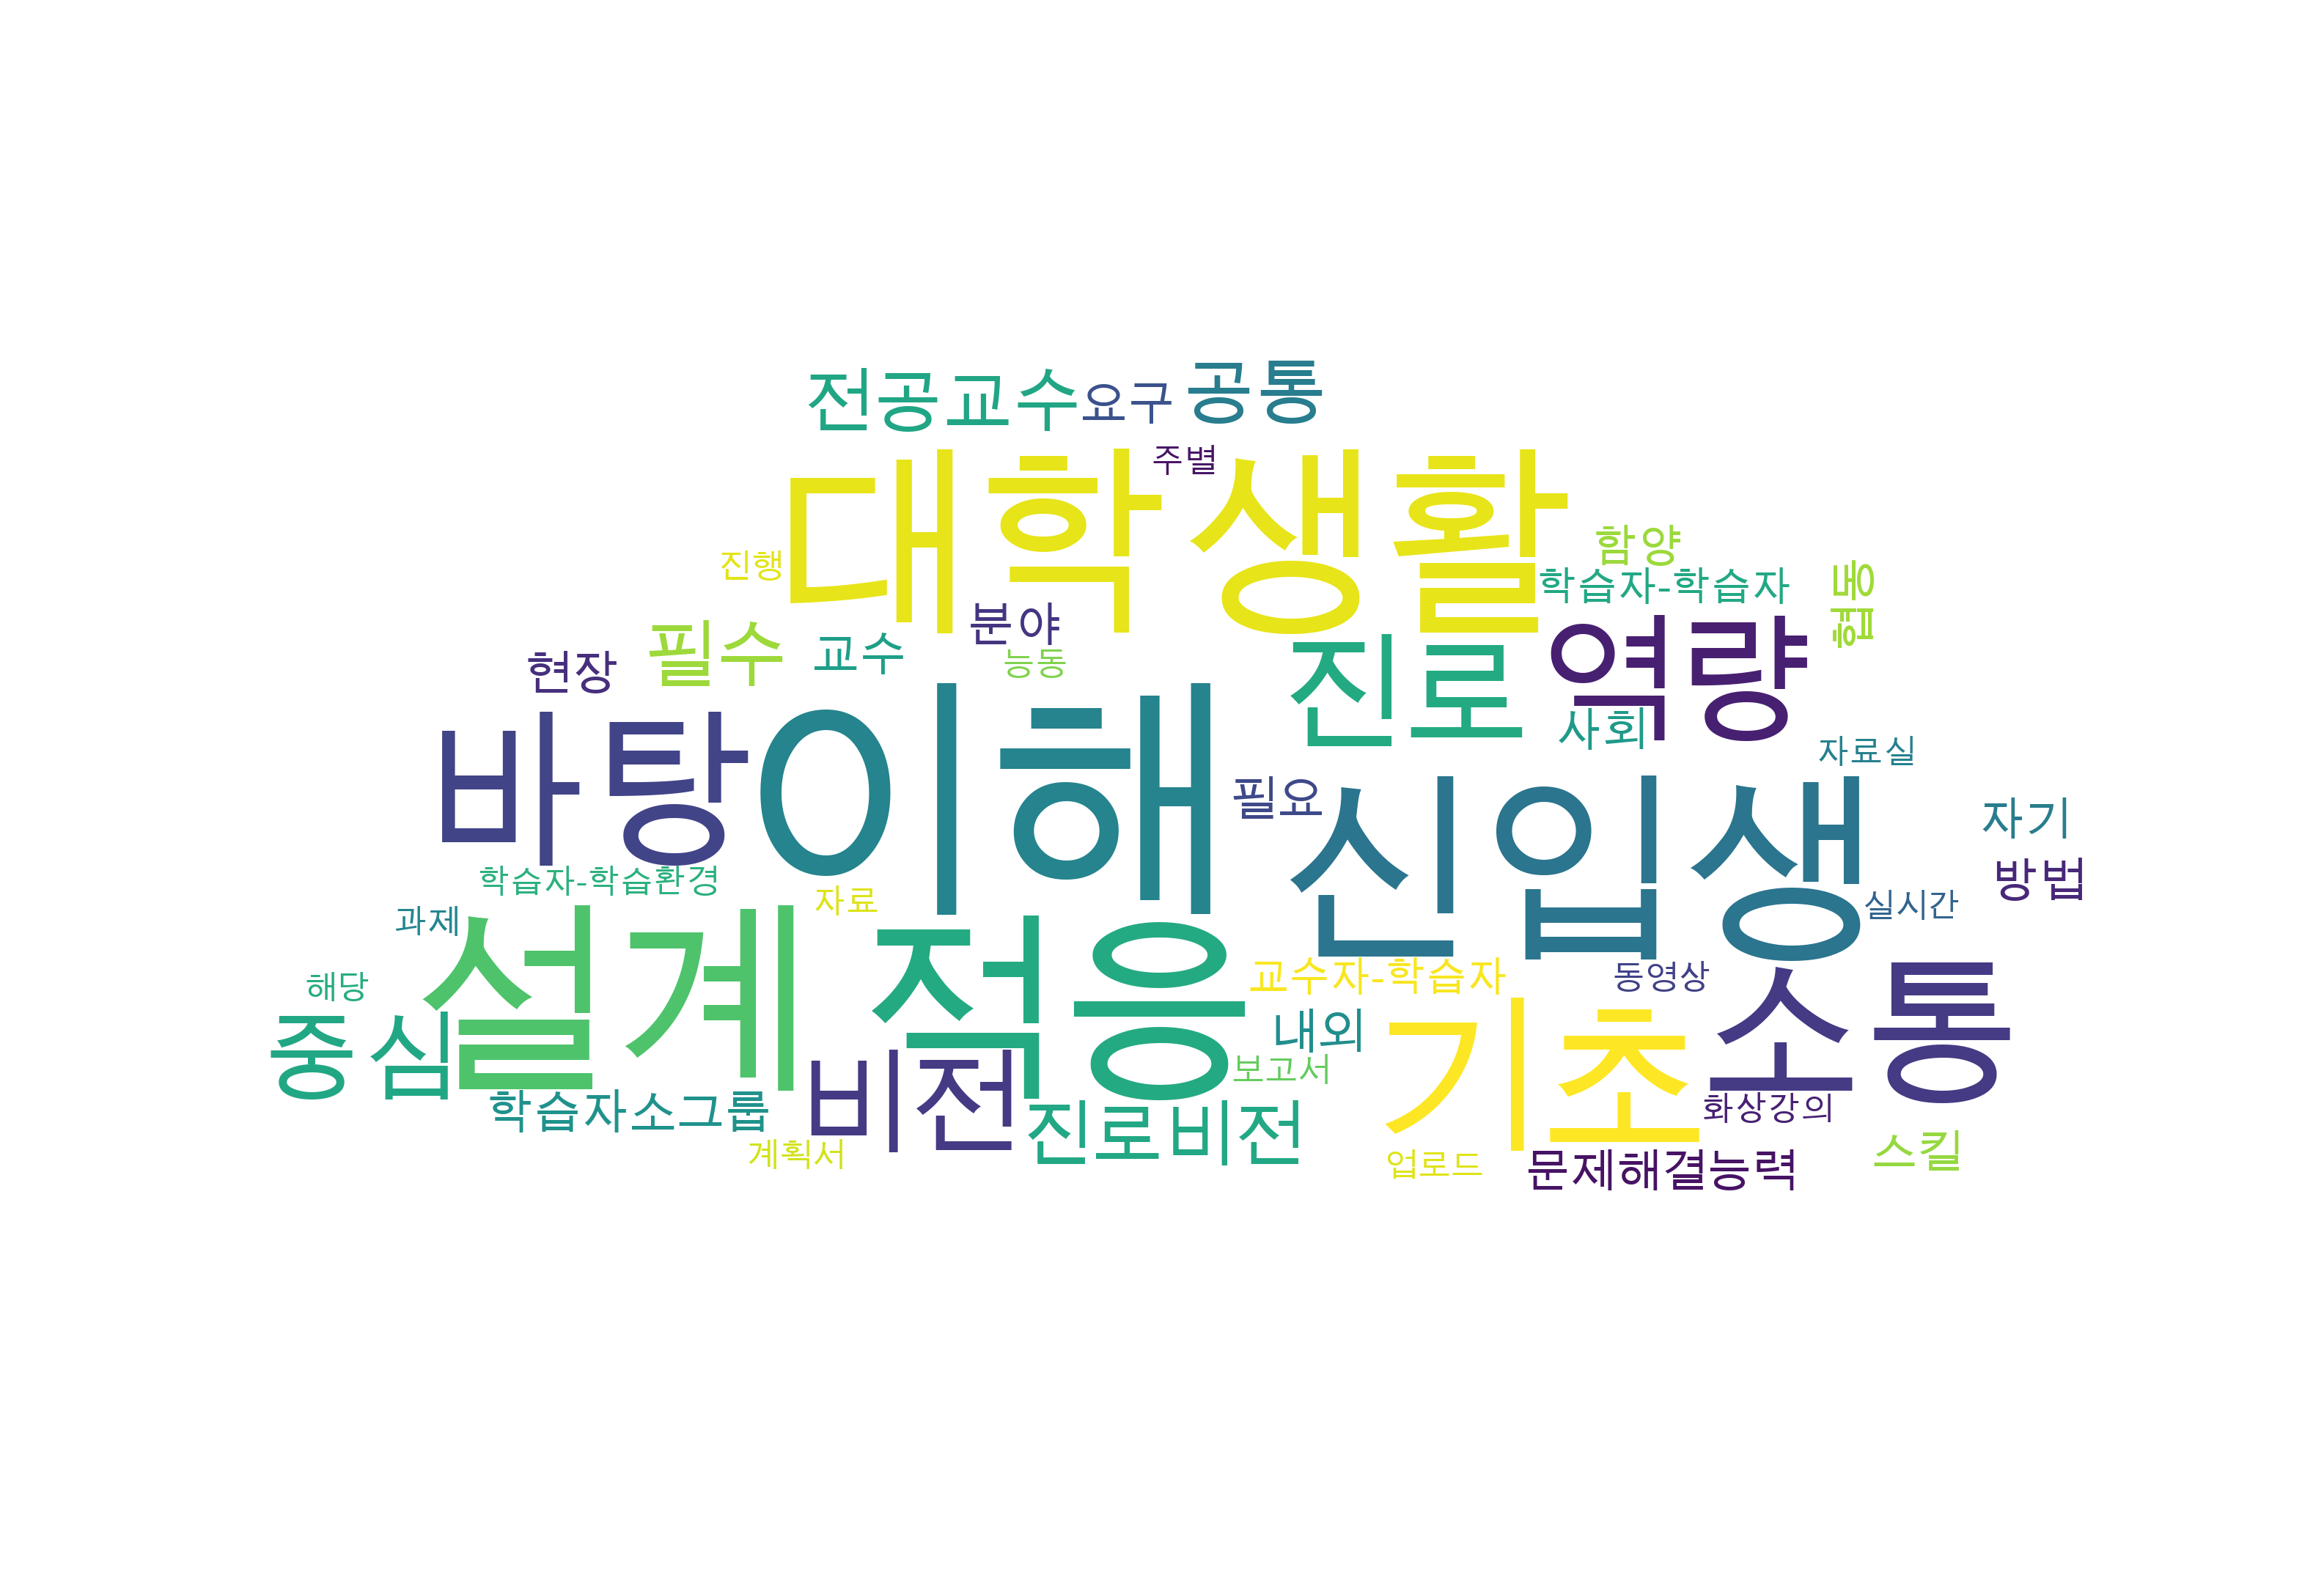 전공교수
요구
공통
주별
대학생활
진행
함양
학습자-학습자
분야
필수
교수
능동
현장
진로
역량
사회
자료실
바탕
이해
필요
신입생
자기
방법
학습자-학습환경
자료
실시간
과제
설계
적응
교수자-학습자
동영상
소통
해당
중심
내외
기초
비전
보고서
학습자소그룹
진로비전
화상강의
계획서
업로드
문제해결능력
스킬